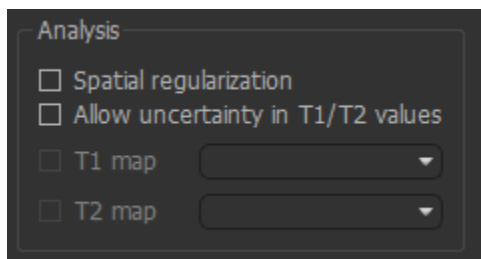 Analysis
Spatial regularization
Allow uncertainty in T1/T2 values
T1 map
T2 map